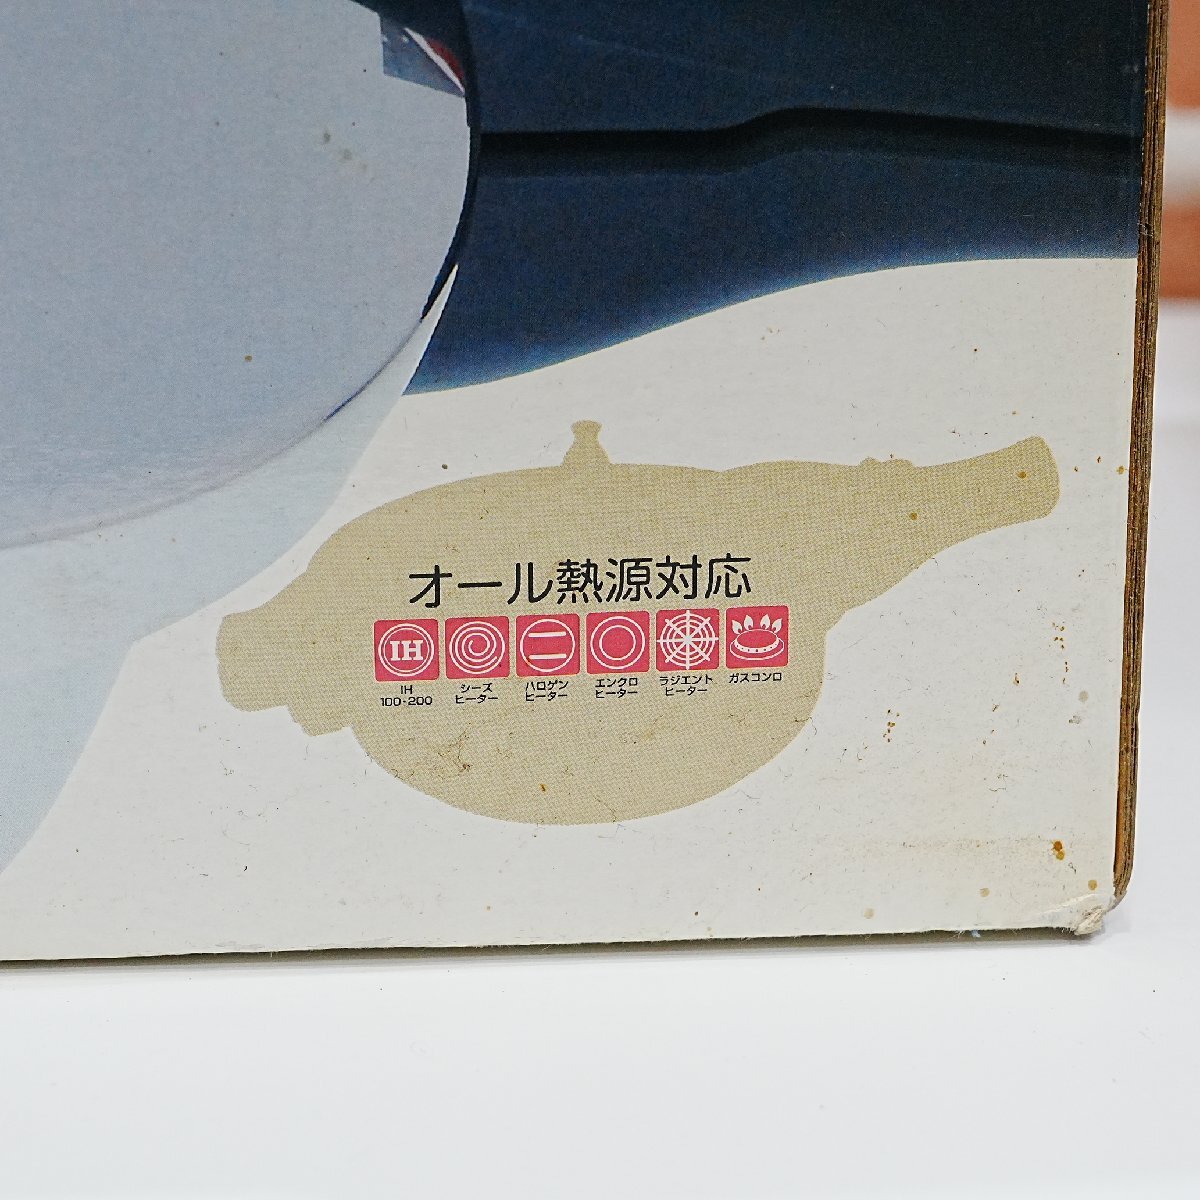 オール熱源対応
IH
IH
100・200
シーズ
ヒーター
ハロゲン
ヒーター
エンクロ
ヒーター
ラジエント
ヒーター
ガスコンロ